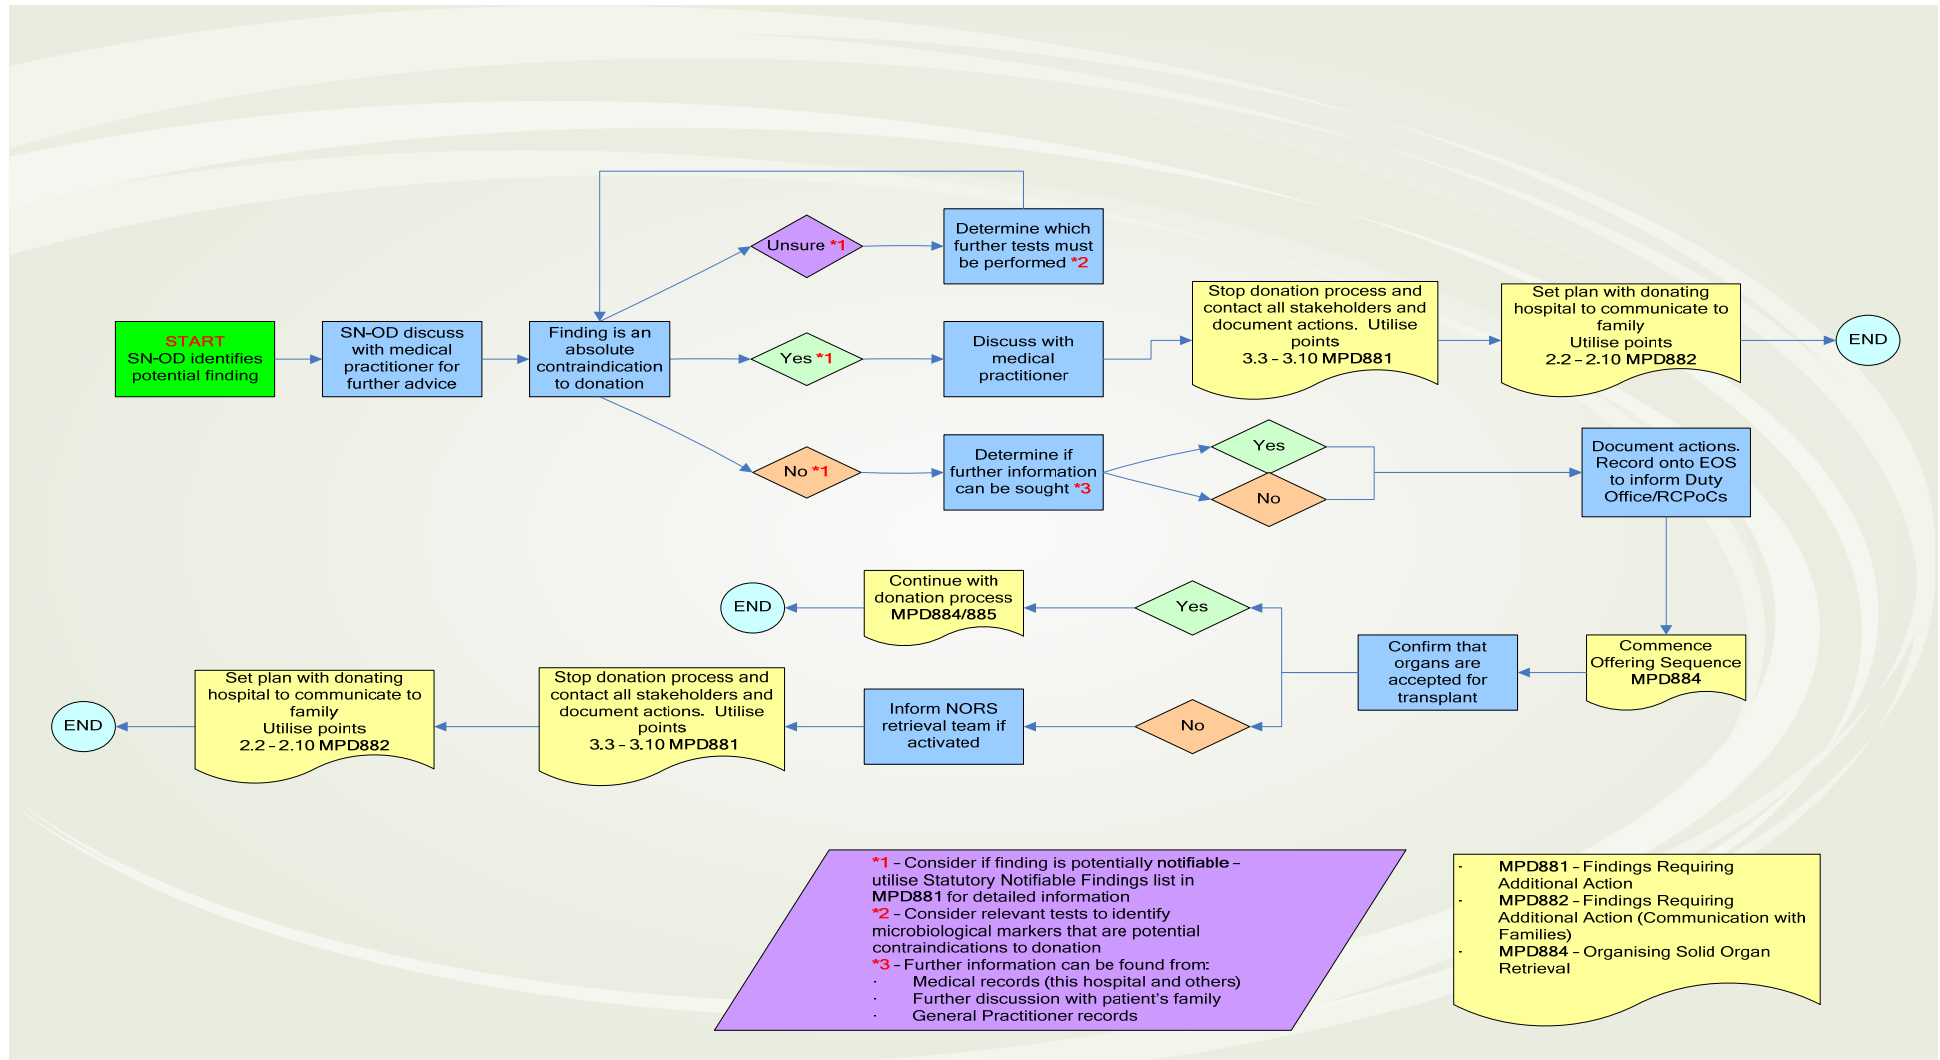 Unsure *1
Determine which
further tests must
be performed *2
START
SN-OD identifies
potential finding
SN-OD discuss
with medical
practitioner for
further advice
Finding is an
absolute
contraindication
to donation
Yes *1
Discuss with
medical
practitioner
Stop donation process and
contact all stakeholders and
document actions.  Utilise
points
3.3 – 3.10 MPD881
Set plan with donating
hospital to communicate to
family
Utilise points
2.2 – 2.10 MPD882
END
No *1
Determine if
further information
can be sought *3
Yes
No
Document actions.
Record onto EOS
to inform Duty
Office/RCPoCs
Commence
Offering Sequence
MPD884
Confirm that
organs are
accepted for
transplant
Yes
Continue with
donation process
MPD884/885
END
No
Inform NORS
retrieval team if
activated
Stop donation process and
contact all stakeholders and
document actions.  Utilise
points
3.3 – 3.10 MPD881
Set plan with donating
hospital to communicate to
family
Utilise points
2.2 – 2.10 MPD882
END
*1 – Consider if finding is potentially notifiable –
utilise Statutory Notifiable Findings list in
MPD881 for detailed information
*2 – Consider relevant tests to identify
microbiological markers that are potential
contraindications to donation
*3 – Further information can be found from:
· Medical records (this hospital and others)
· Further discussion with patient's family
· General Practitioner records
· MPD881 – Findings Requiring
Additional Action
· MPD882 – Findings Requiring
Additional Action (Communication with
Families)
· MPD884 – Organising Solid Organ
Retrieval